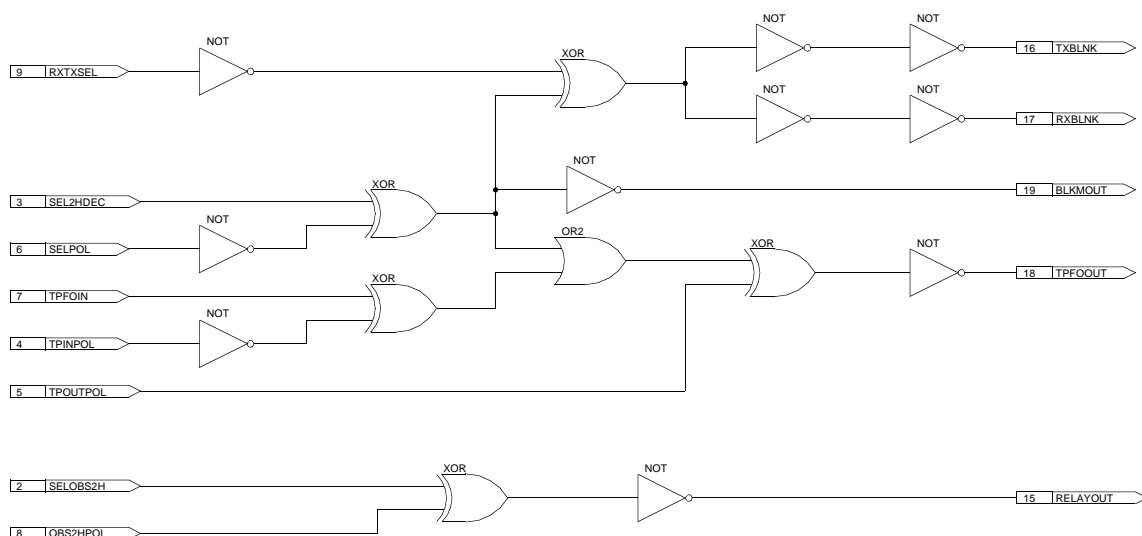 NOT
NOT
NOT
XOR
16 TXBLNK
9 RXTXSEL
NOT
NOT
17 RXBLNK
NOT
XOR
19 BLKMOUT
3 SEL2HDEC
NOT
OR2
XOR
NOT
6 SELPOL
18 TPFOOUT
XOR
7 TPFOIN
NOT
4 TPINPOL
5 TPOUTPOL
XOR
NOT
2 SELOBS2H
15 RELAYOUT
8 OBS2HPOL